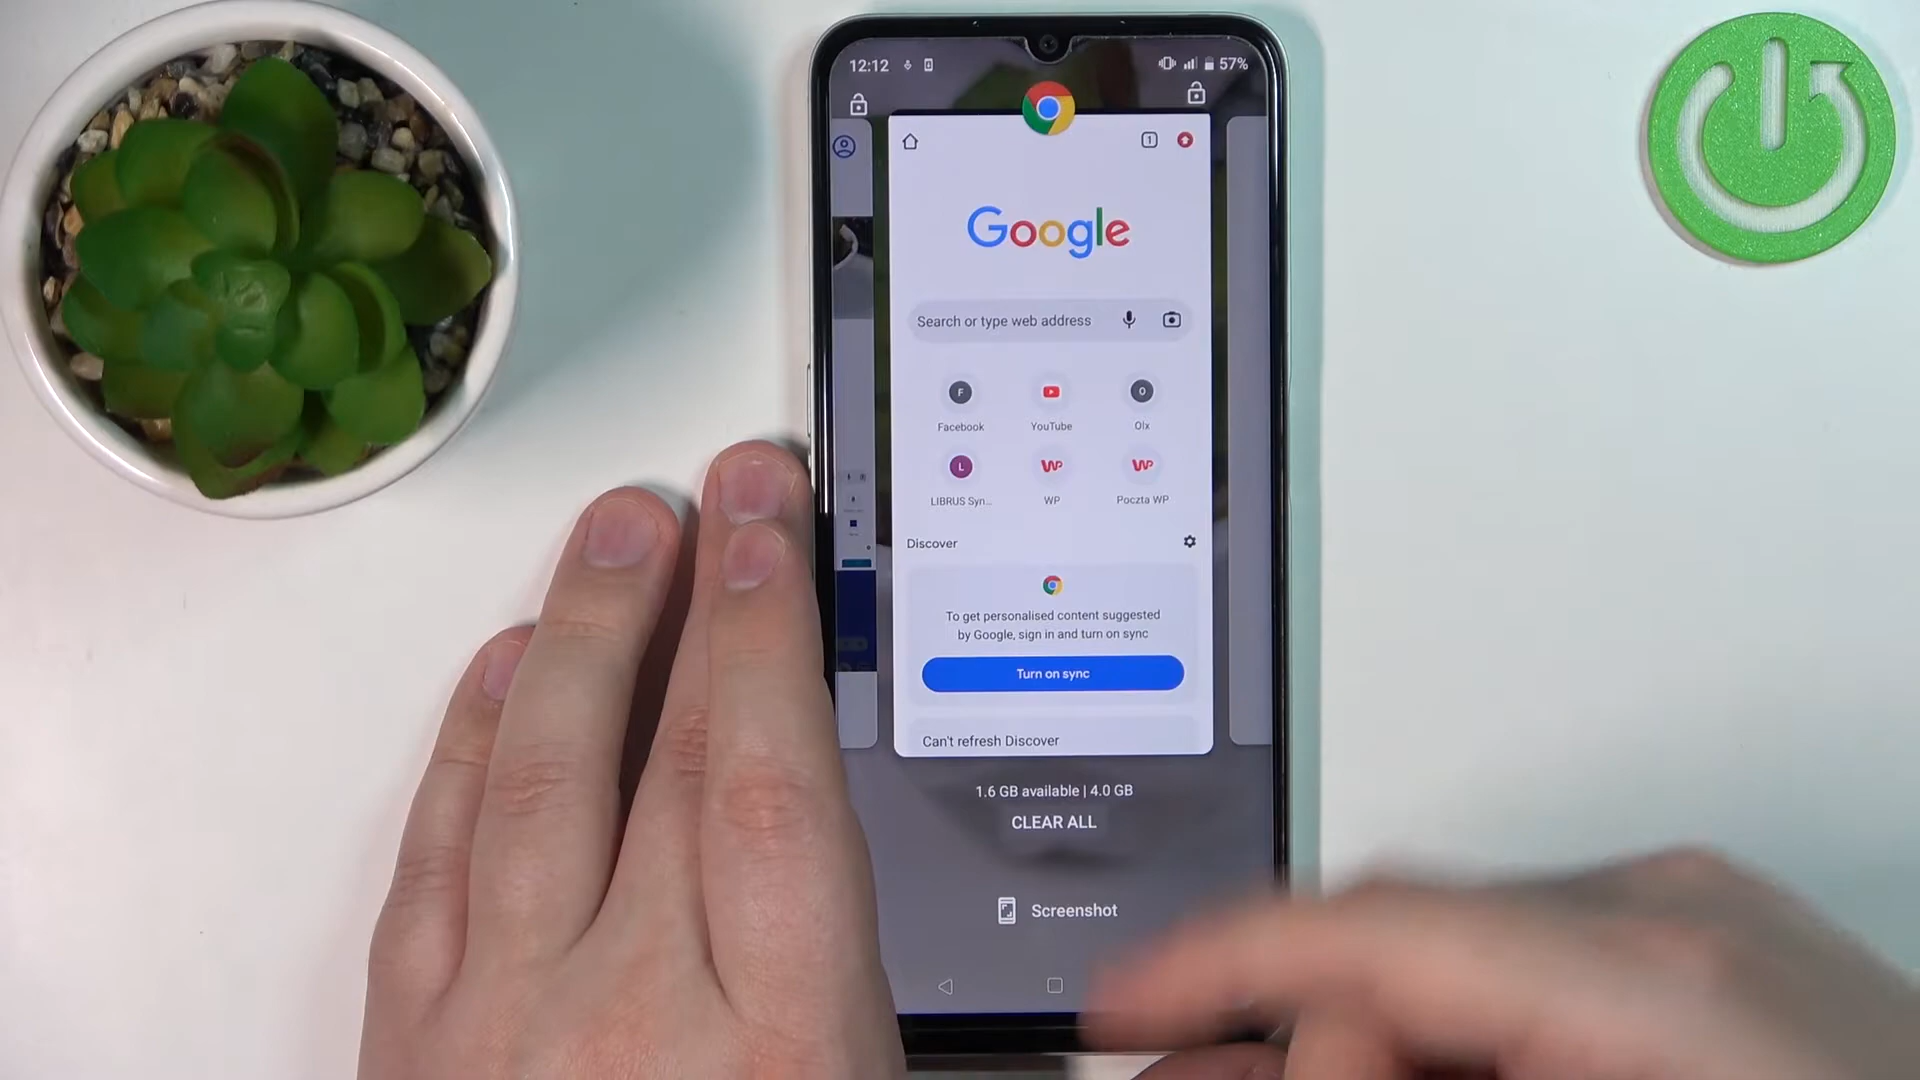 12:12
57%
1
Google
Search or type web address
F
O
Facebook
YouTube
Olx
L
LIBRUS Syn...
WP
Poczta WP
Discover
To get personalised content suggested
by Google, sign in and turn on sync
Turn on sync
Can't refresh Discover
1.6 GB available | 4.0 GB
CLEAR ALL
Screenshot